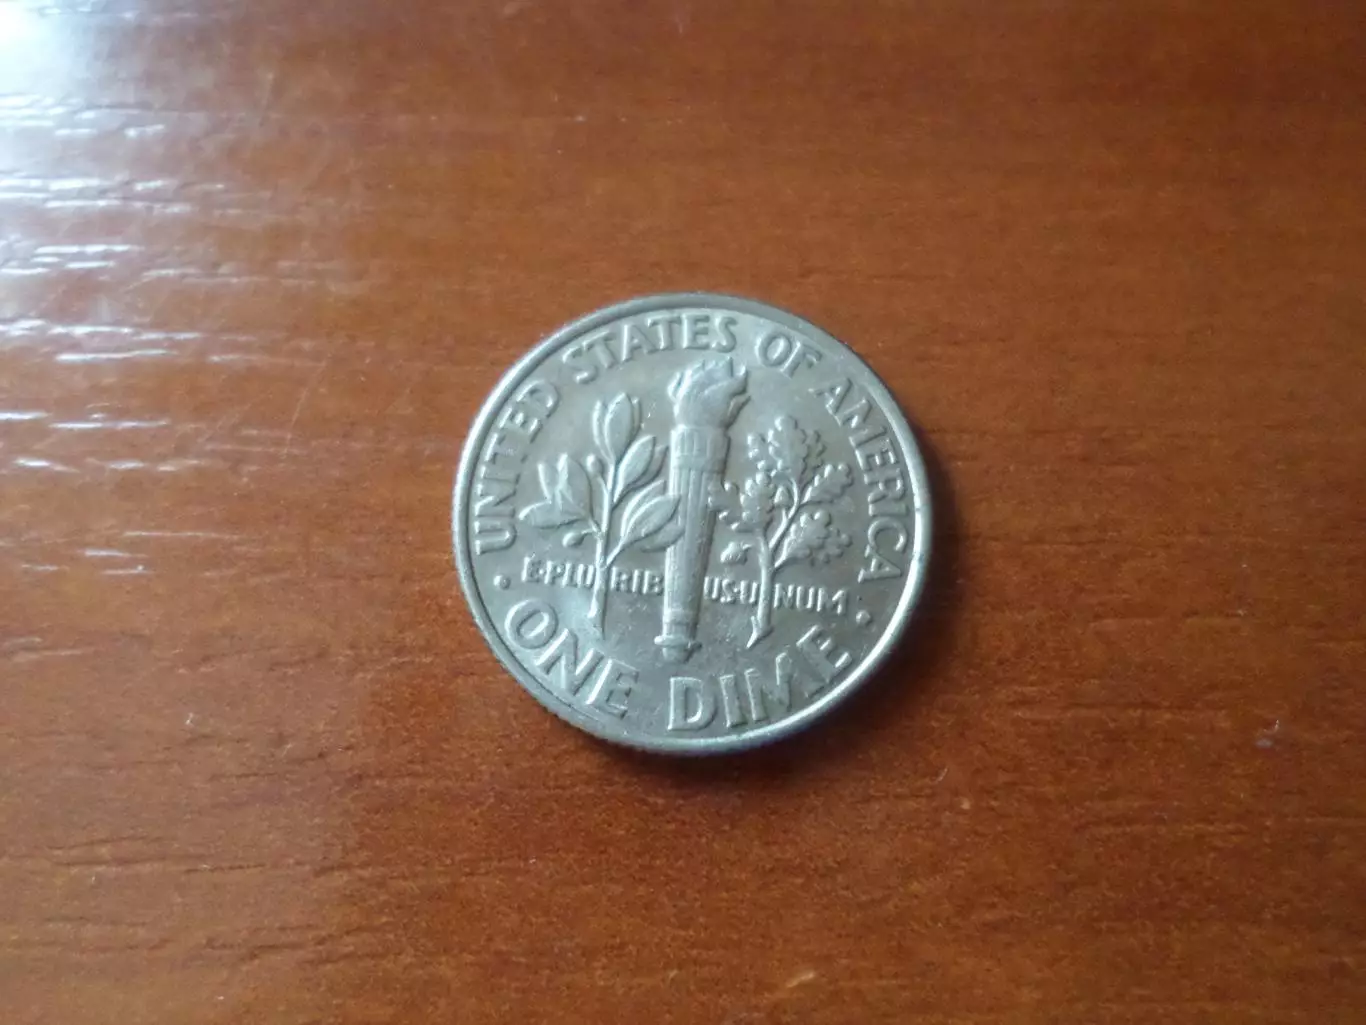 UNITED STATES OF AMERICA
E·PLURIBUS·UNUM
· ONE DIME ·